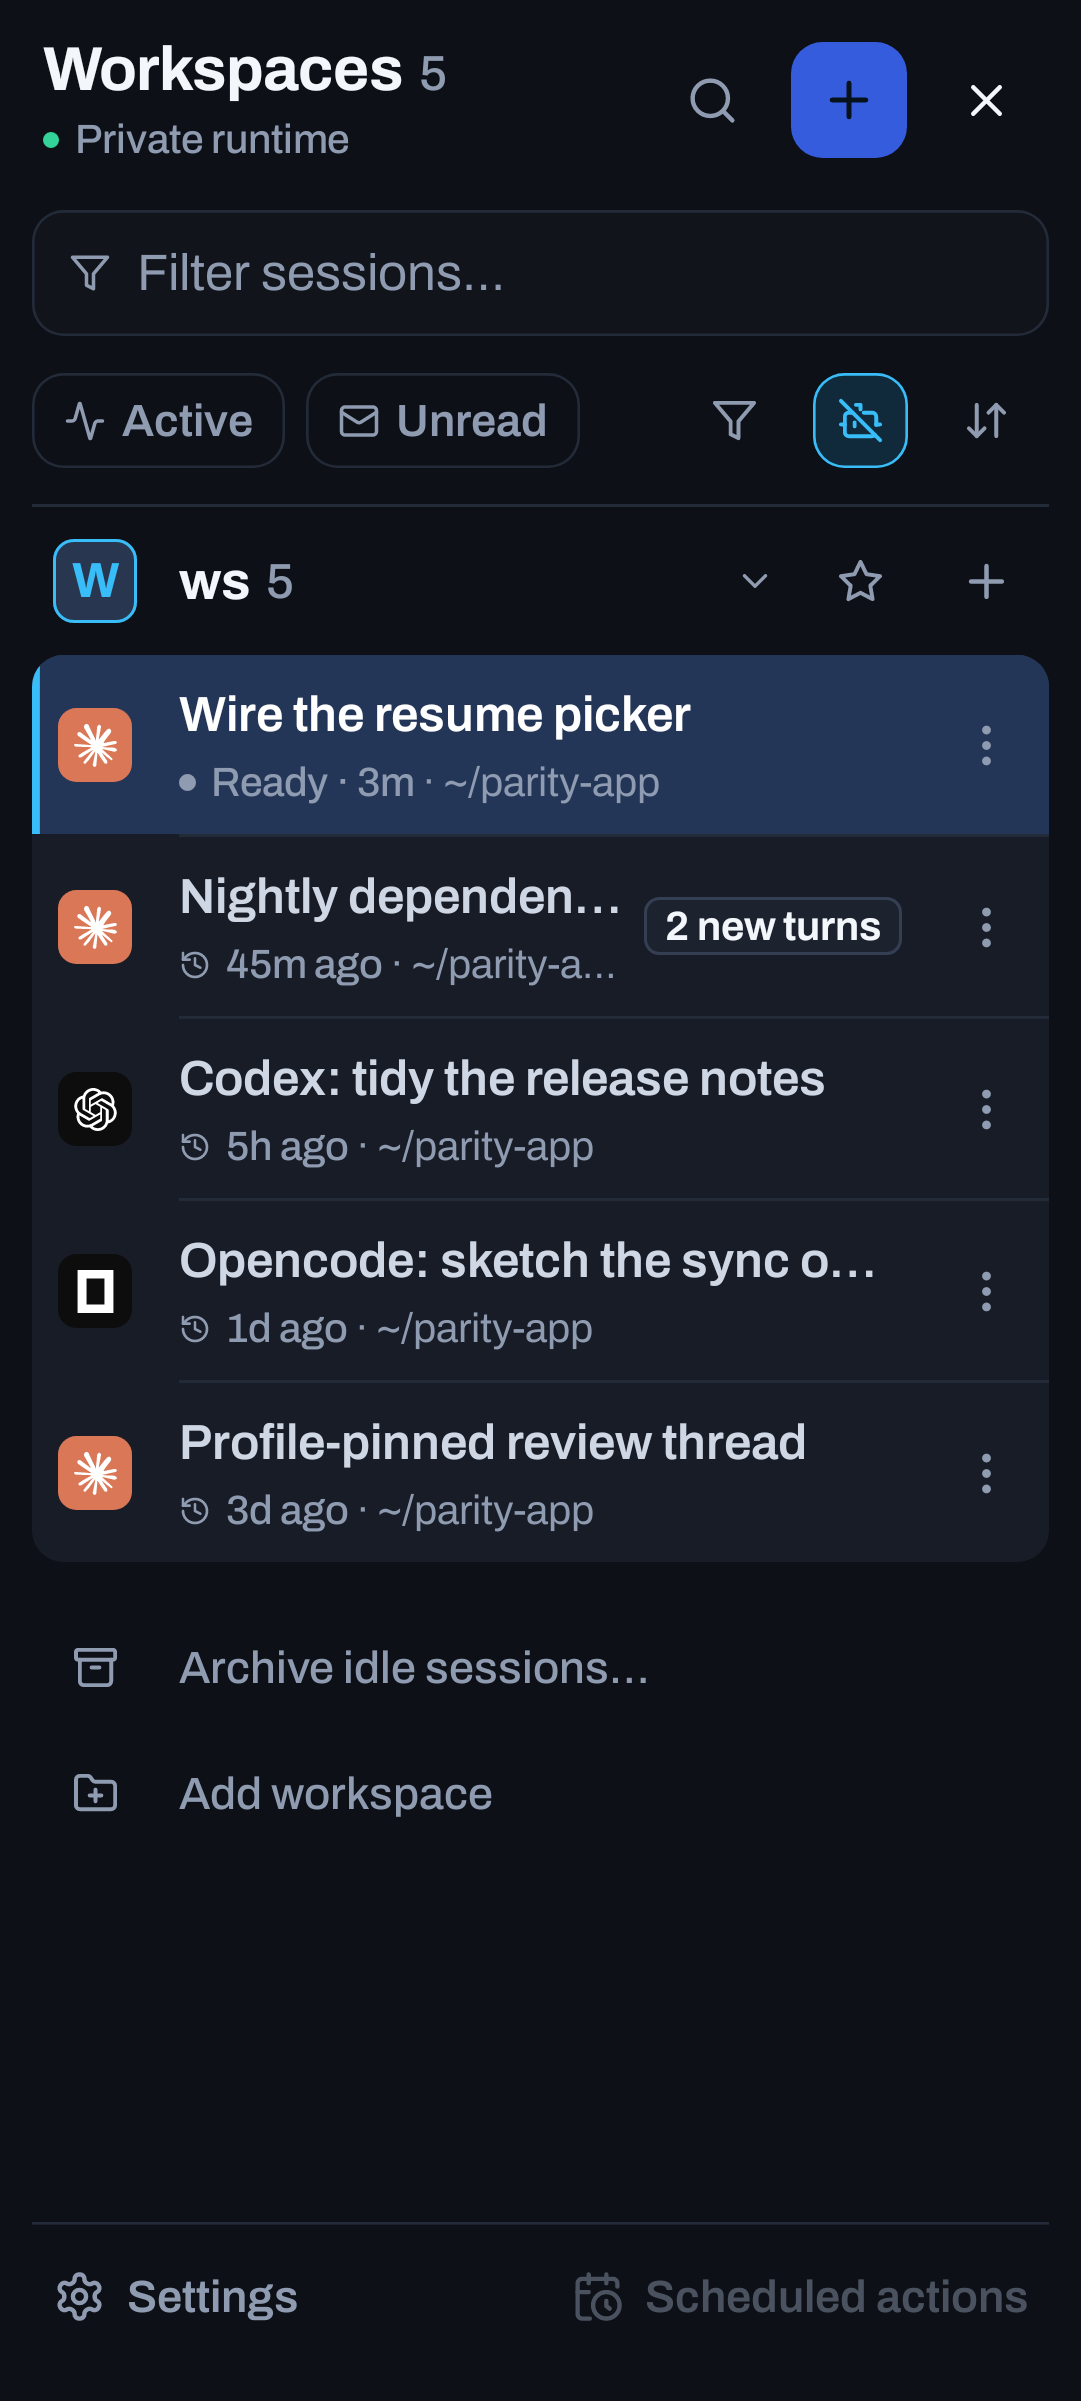 Workspaces 5
Private runtime
Filter sessions...
Active
Unread
W
ws 5
Wire the resume picker
Ready · 3m · ~/parity-app
Nightly dependen...
2 new turns
45m ago · ~/parity-a...
Codex: tidy the release notes
5h ago · ~/parity-app
Opencode: sketch the sync o...
1d ago · ~/parity-app
Profile-pinned review thread
3d ago · ~/parity-app
Archive idle sessions...
Add workspace
Settings
Scheduled actions